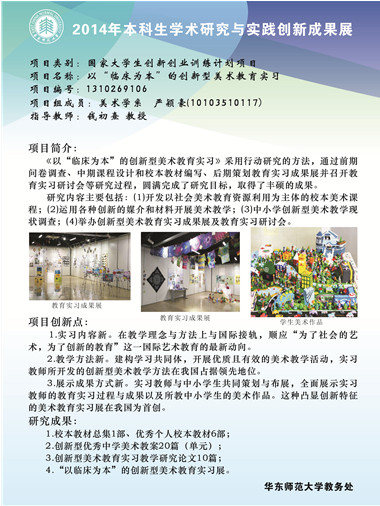 2014年本科生学术研究与实践创新成果展
项目类别：国家大学生创新创业训练计划项目
项目名称：以“临床为本”的创新型美术教育实习
项目编号：1310269106
项目组成员：美术学系 严颖豪(10103510117)
指导教师：钱初熹 教授
项目简介：
《以“临床为本”的创新型美术教育实习》采用行动研究的方法，通过前期
问卷调查、中期课程设计和校本教材编写、后期策划教育实习成果展并召开教
育实习研讨会等研究过程，圆满完成了研究目标，取得了丰硕的成果。
研究内容主要包括：(1)开发以社会美术教育资源利用为主体的校本美术课
程；(2)运用各种创新的媒介和材料开展美术教学；(3)中小学创新型美术教学现
状调查；(4)举办创新型美术教育实习成果展及教育实习研讨会。
教育实习成果展
教育实习成果展
学生美术作品
项目创新点：
1.实习内容新。在教学理念与方法上与国际接轨，顺应“为了社会的艺
术，为了创新的教育”这一国际艺术教育的最新动向。
2.教学方法新。建构学习共同体，开展优质且有效的美术教学活动，实习
教师所开发的创新型美术教学方法在我国占据领先地位。
3.展示成果方式新。实习教师与中小学生共同策划与布展，全面展示实习
教师的教育实习过程与成果以及所教中小学生的美术作品。这种凸显创新特征
的美术教育实习展在我国为首创。
研究成果：
1.校本教材总集1部、优秀个人校本教材6部；
2.创新型优秀中学美术教案20篇（单元）；
3.创新型美术教育实习教学研究论文10篇；
4.“以临床为本”的创新型美术教育实习展。
华东师范大学教务处